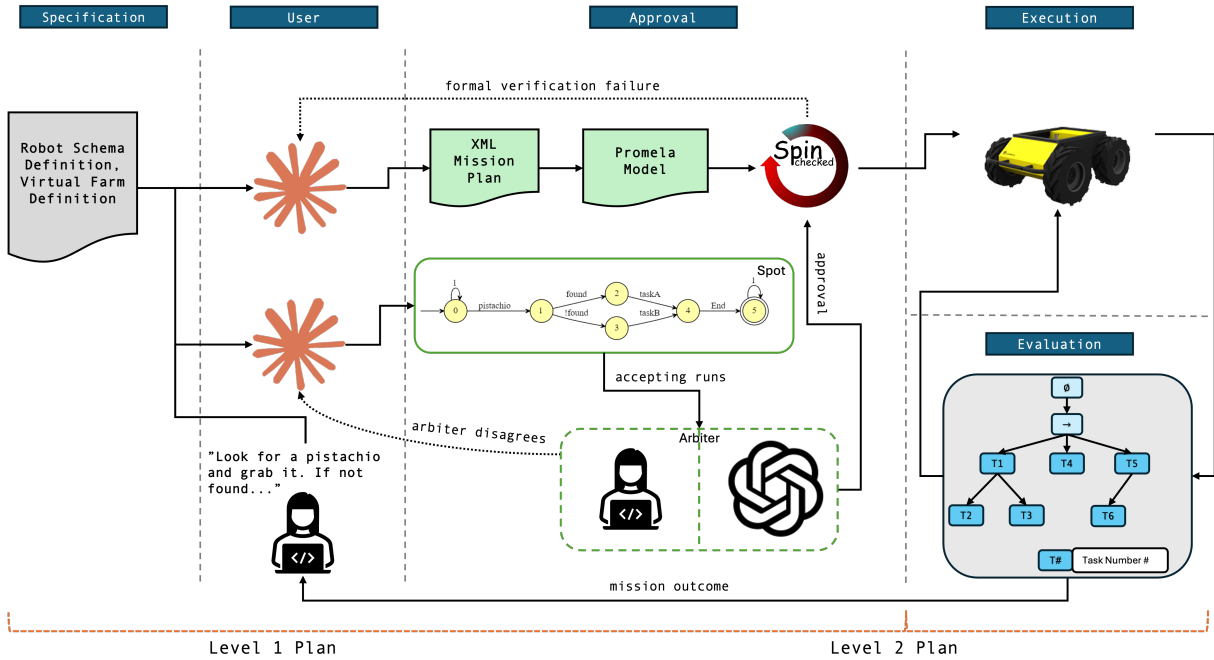 Specification
User
Approval
Execution
formal verification failure
Robot Schema
Definition,
Virtual Farm
Definition
XML
Mission
Plan
Promela
Model
Spin
checked
Spot
1
0
pistachio
1
found
!found
2
3
taskA
taskB
4
End
1
5
approval
accepting runs
arbiter disagrees
Arbiter
"Look for a pistachio
and grab it. If not
found..."
</>
</>
Evaluation
Ø
→
T1
T4
T5
T2
T3
T6
T#
Task Number #
mission outcome
Level 1 Plan
Level 2 Plan